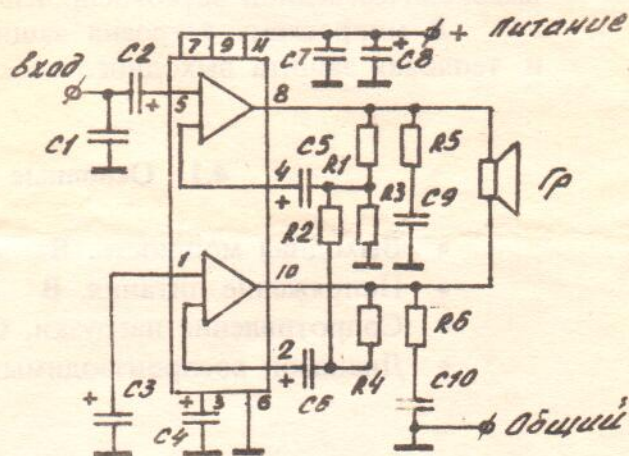 7 9 11
C2
Вход
+
5
C1
C7
+
C8
+
Питание
8
C5
R1
R5
4
+
R2
R3
C9
Гр
1
10
C3
+
2
+
C6
R4
R6
C10
+
3
6
C4
Общий